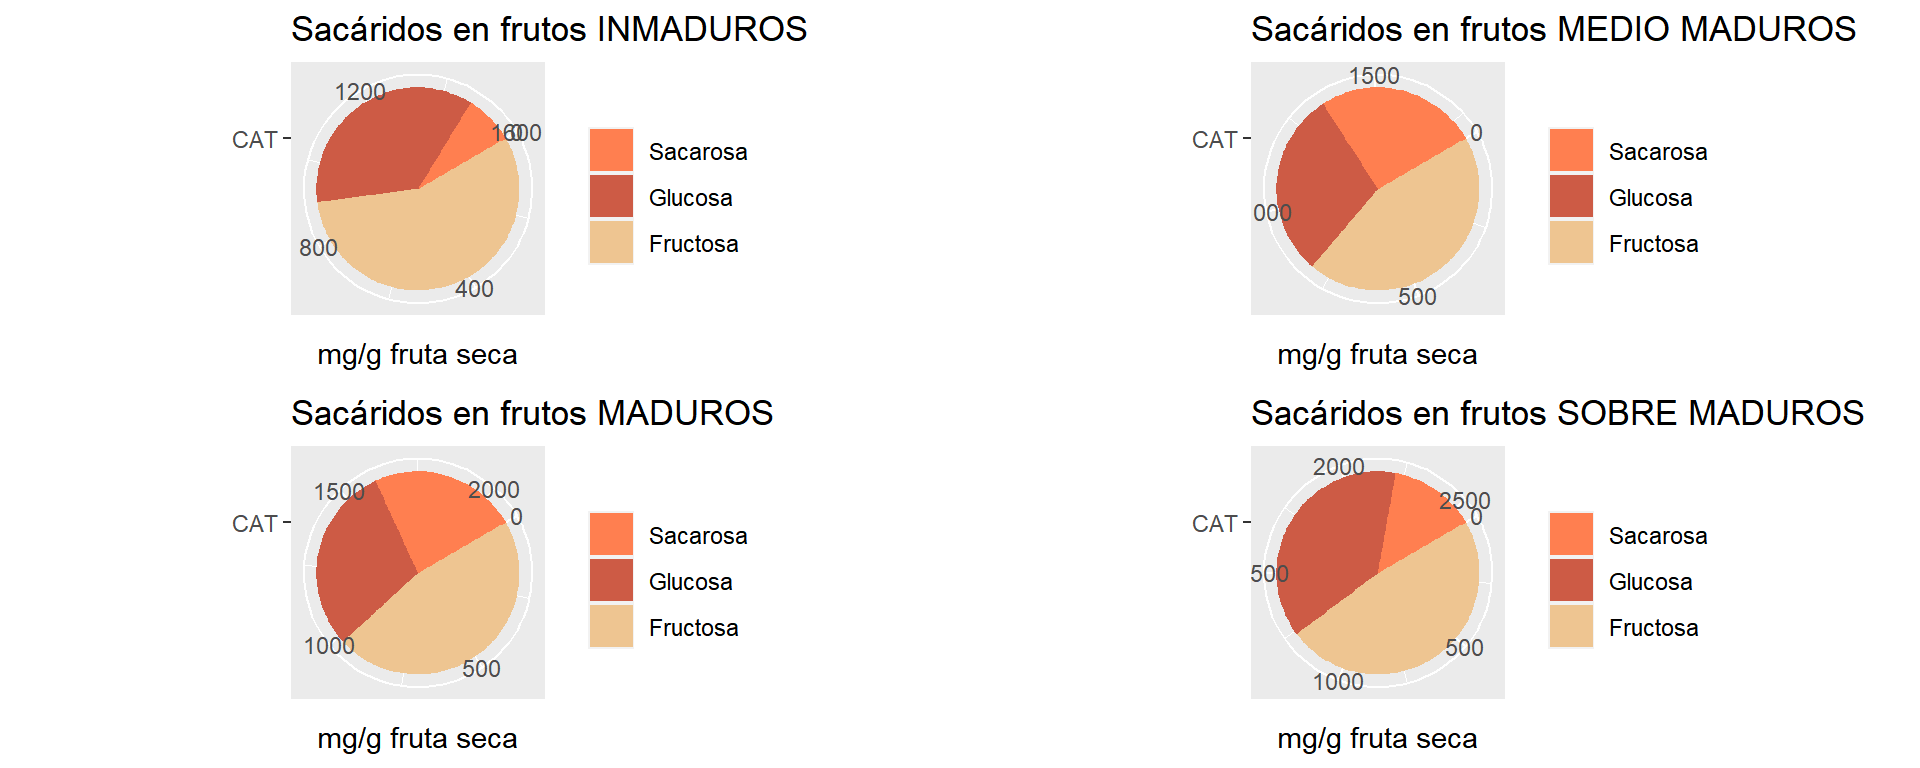 Sacáridos en frutos INMADUROS
1200
1600
0
CAT
800
400
Sacarosa
Glucosa
Fructosa
mg/g fruta seca
Sacáridos en frutos MEDIO MADUROS
1500
0
CAT
000
500
Sacarosa
Glucosa
Fructosa
mg/g fruta seca
Sacáridos en frutos MADUROS
1500
2000
0
CAT
1000
500
Sacarosa
Glucosa
Fructosa
mg/g fruta seca
Sacáridos en frutos SOBRE MADUROS
2000
2500
0
CAT
500
500
1000
Sacarosa
Glucosa
Fructosa
mg/g fruta seca